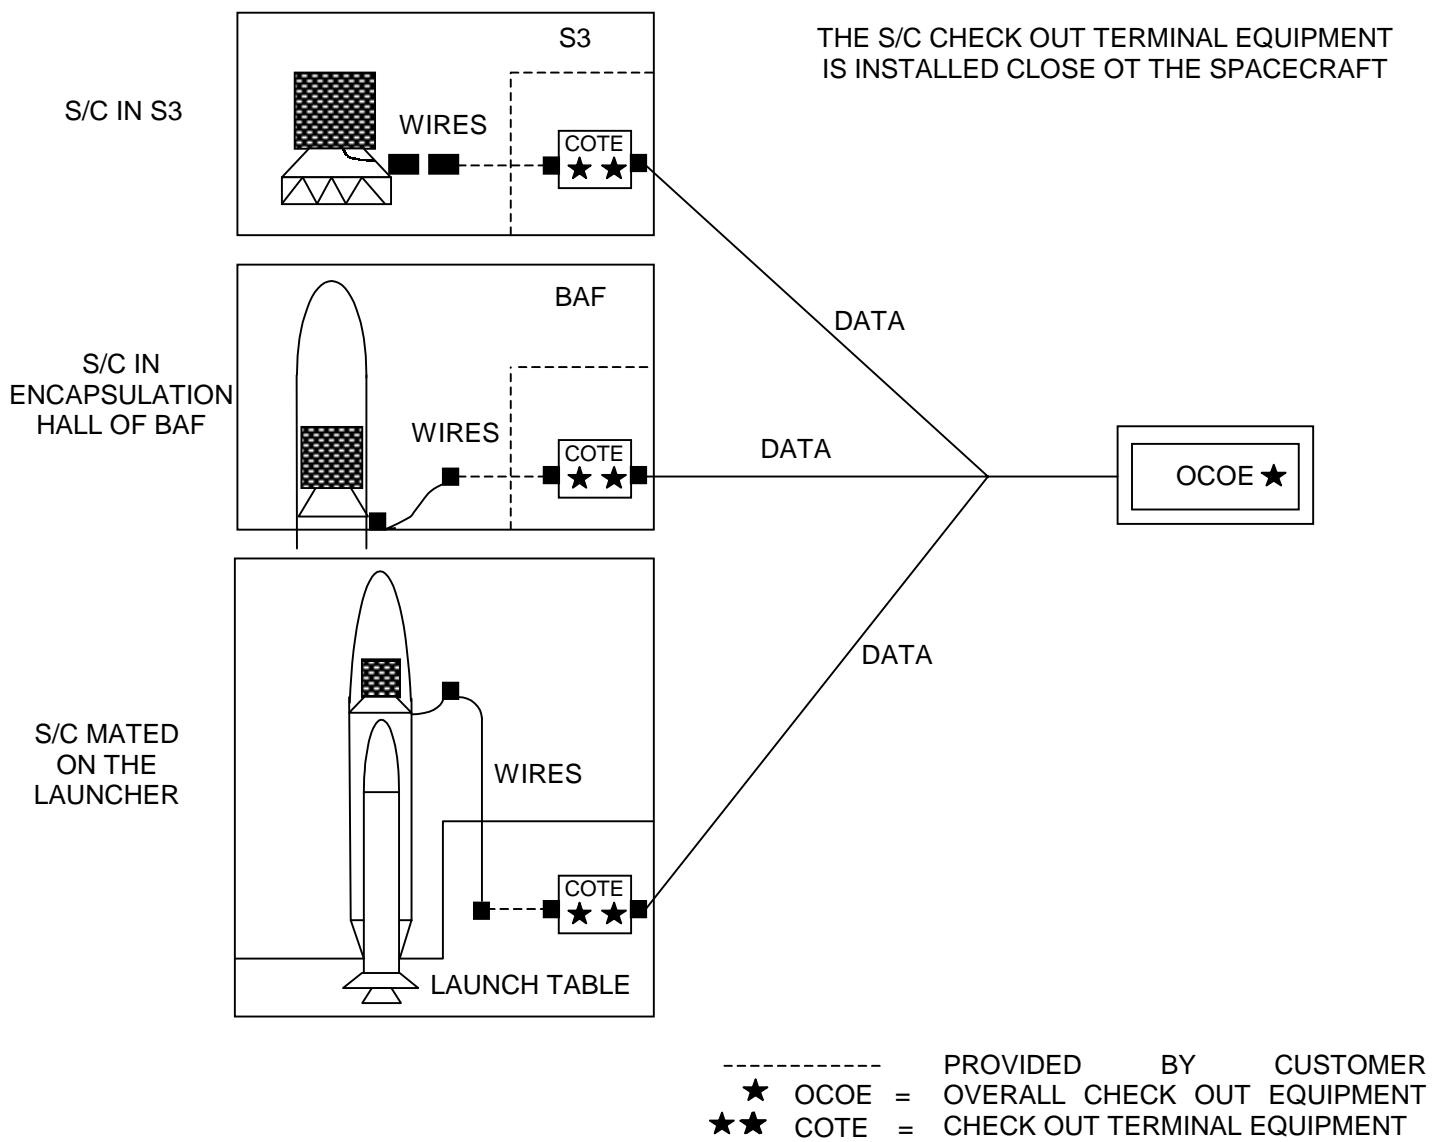 S3
THE S/C CHECK OUT TERMINAL EQUIPMENT
IS INSTALLED CLOSE OT THE SPACECRAFT
S/C IN S3
WIRES
COTE
DATA
BAF
S/C IN
ENCAPSULATION
HALL OF BAF
WIRES
COTE
DATA
OCOE
DATA
S/C MATED
ON THE
LAUNCHER
WIRES
COTE
LAUNCH TABLE
PROVIDED BY CUSTOMER
OCOE = OVERALL CHECK OUT EQUIPMENT
COTE = CHECK OUT TERMINAL EQUIPMENT